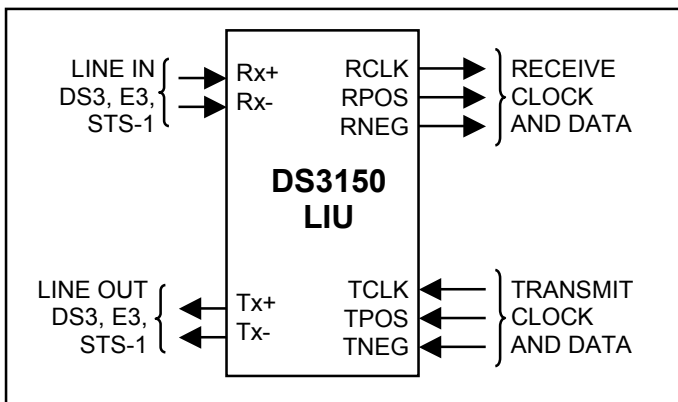 LINE IN
DS3, E3,
STS-1
Rx+
Rx-
RCLK
RPOS
RNEG
RECEIVE
CLOCK
AND DATA
DS3150
LIU
LINE OUT
DS3, E3,
STS-1
Tx+
Tx-
TCLK
TPOS
TNEG
TRANSMIT
CLOCK
AND DATA